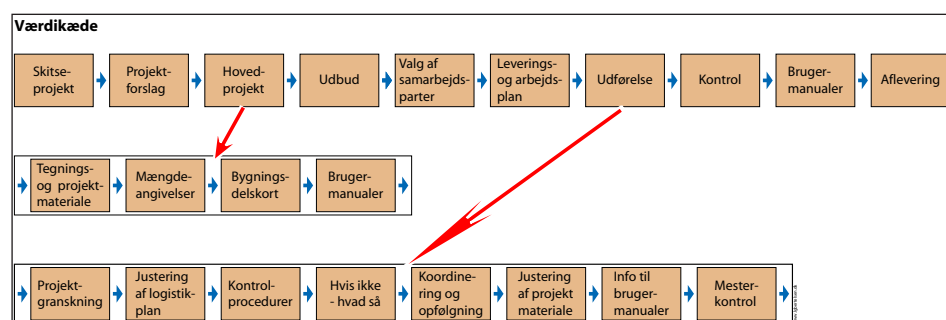 Værdikæde
Skitse-
projekt
Projekt-
forslag
Hoved-
projekt
Udbud
Valg af
samarbejds-
parter
Leverings-
og arbejds-
plan
Udførelse
Kontrol
Bruger-
manualer
Aflevering
Tegnings-
og projekt-
materiale
Mængde-
angivelser
Bygnings-
delskort
Bruger-
manualer
Projekt-
granskning
Justering
af logistik-
plan
Kontrol-
procedurer
Hvis ikke
- hvad så
Koordine-
ring og
opfølgning
Justering
af projekt
materiale
Info til
bruger-
manualer
Mester-
kontrol